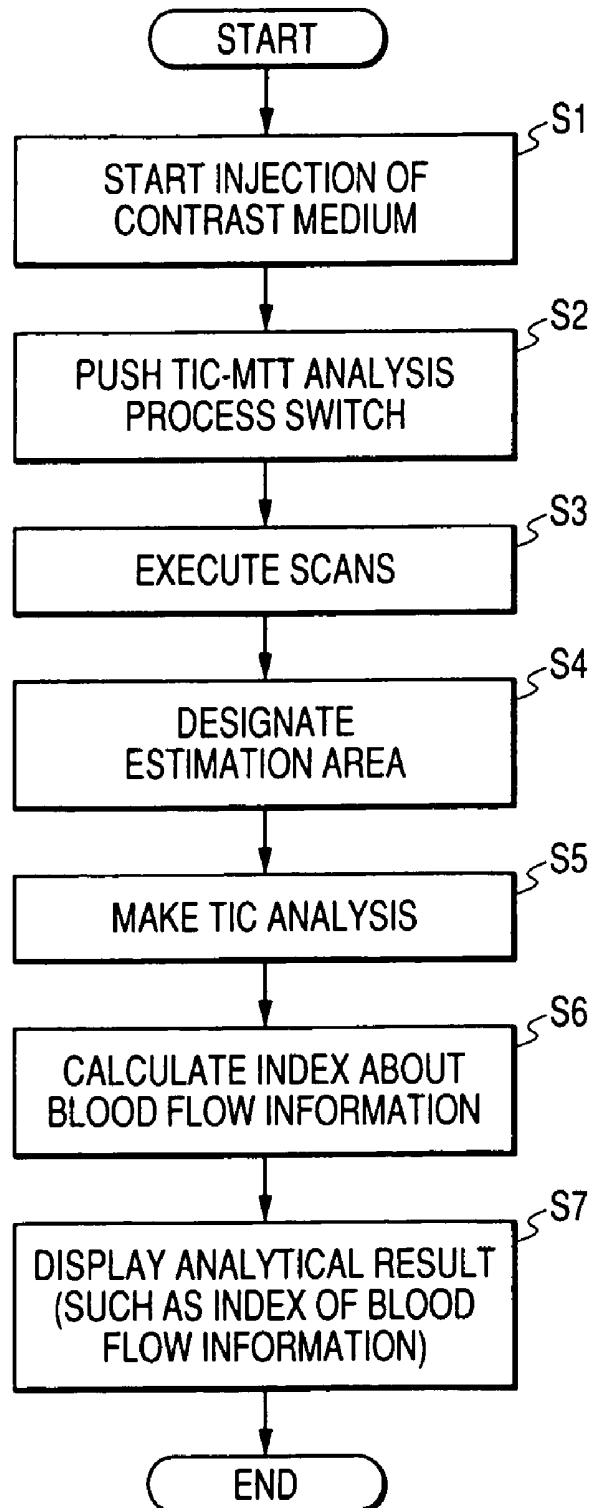 START
S1
START INJECTION OF
CONTRAST MEDIUM
S2
PUSH TIC-MTT ANALYSIS
PROCESS SWITCH
S3
EXECUTE SCANS
S4
DESIGNATE
ESTIMATION AREA
S5
MAKE TIC ANALYSIS
S6
CALCULATE INDEX ABOUT
BLOOD FLOW INFORMATION
S7
DISPLAY ANALYTICAL RESULT
(SUCH AS INDEX OF BLOOD
FLOW INFORMATION)
END